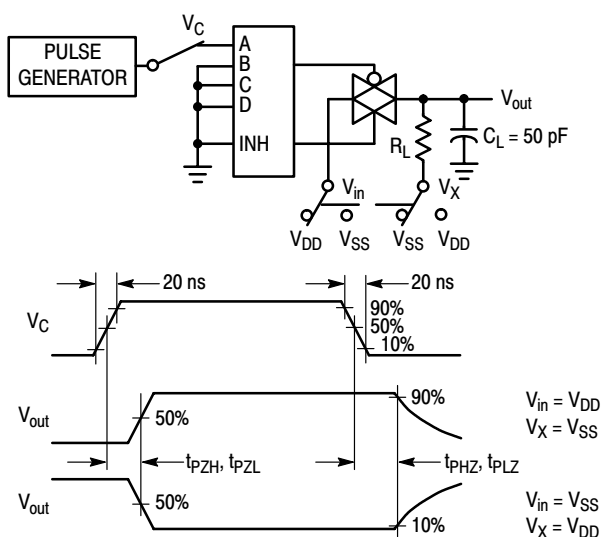 V_C
PULSE
GENERATOR
A
B
C
D
INH
V_out
R_L
C_L = 50 pF
V_in
V_X
V_DD
V_SS
V_SS
V_DD
20 ns
20 ns
V_C
90%
50%
10%
V_out
50%
90%
V_in = V_DD
V_X = V_SS
t_PZH, t_PZL
t_PHZ, t_PLZ
V_out
50%
10%
V_in = V_SS
V_X = V_DD